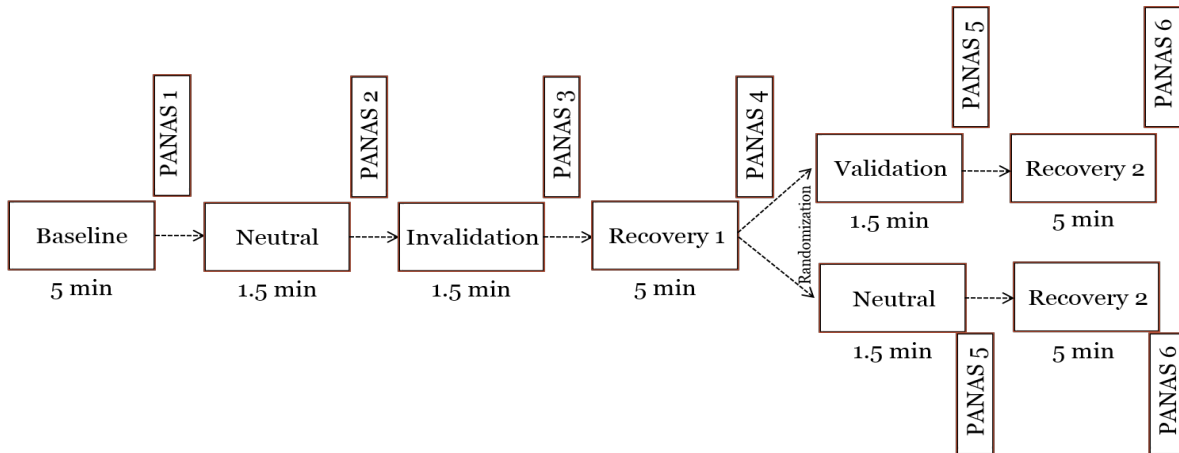 PANAS 1
PANAS 2
PANAS 3
PANAS 4
PANAS 5
PANAS 6
Baseline
5 min
Neutral
1.5 min
Invalidation
1.5 min
Recovery 1
5 min
Randomization
Validation
1.5 min
Recovery 2
5 min
Neutral
1.5 min
Recovery 2
5 min
PANAS 5
PANAS 6